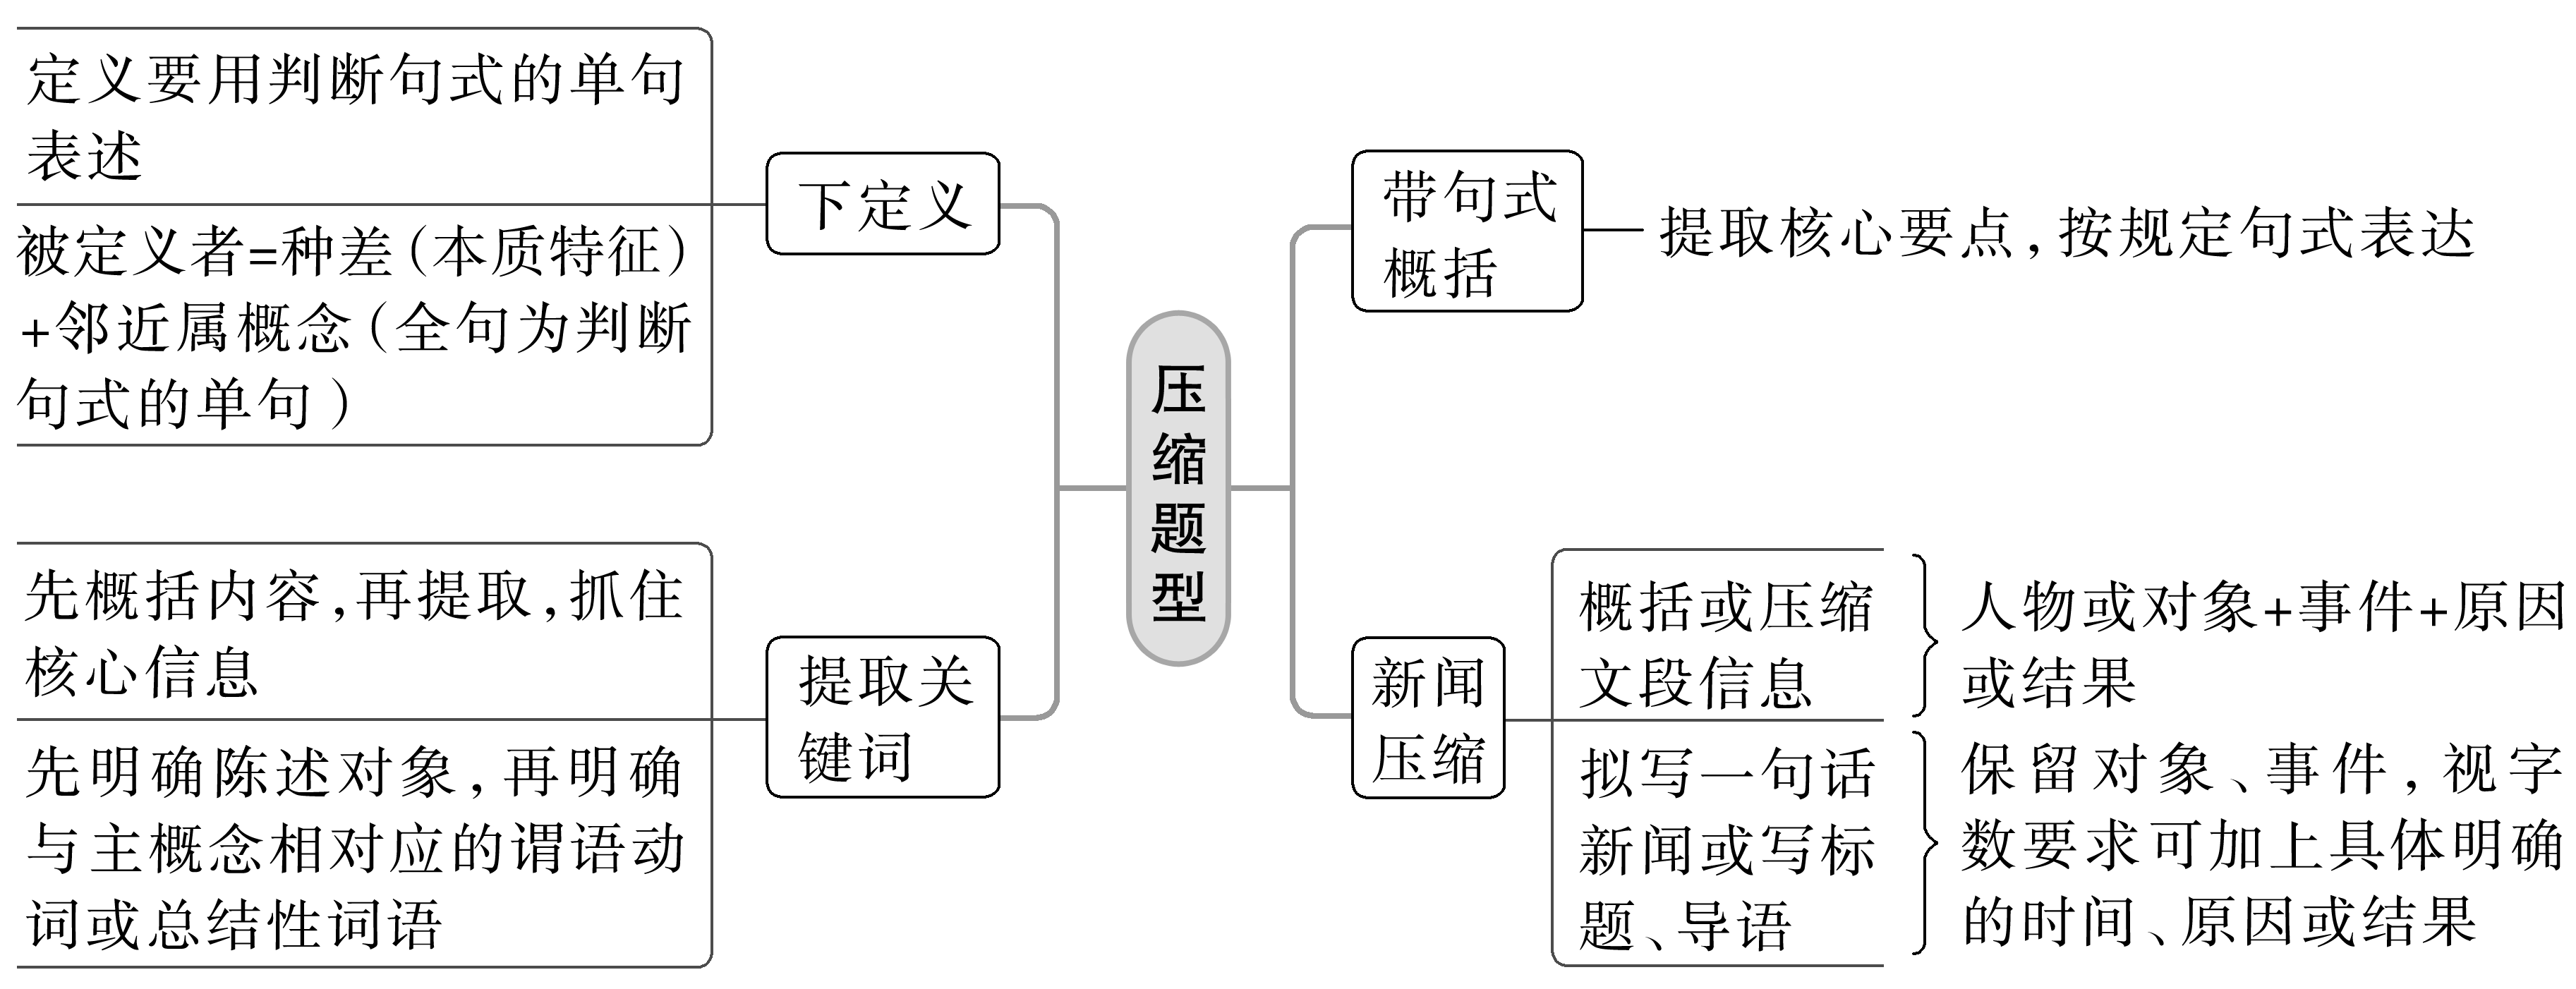 定义要用判断句式的单句
表述
被定义者=种差(本质特征)
+邻近属概念(全句为判断
句式的单句)
下定义
先概括内容,再提取,抓住
核心信息
先明确陈述对象,再明确
与主概念相对应的谓语动
词或总结性词语
提取关
键词
压
缩
题
型
带句式
概括
提取核心要点,按规定句式表达
新闻
压缩
概括或压缩
文段信息
人物或对象+事件+原因
或结果
拟写一句话
新闻或写标
题、导语
保留对象、事件,视字
数要求可加上具体明确
的时间、原因或结果